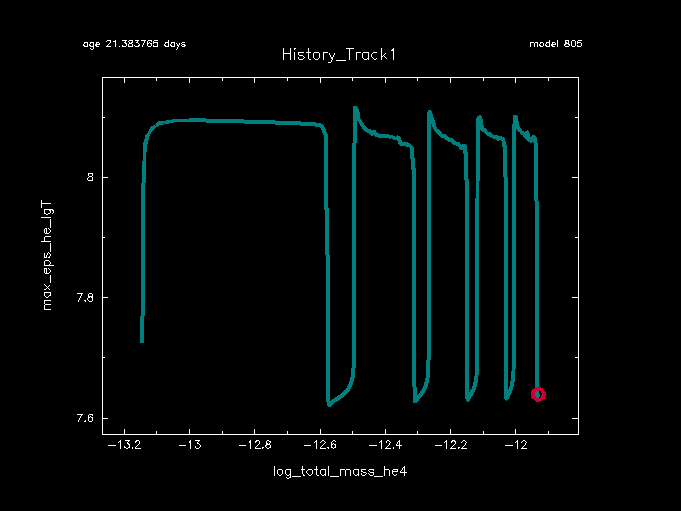 age 21.383765 days
model 805
History_Track1
max_eps_he_lgT
8
7.8
7.6
-13.2 -13 -12.8 -12.6 -12.4 -12.2 -12
log_total_mass_he4